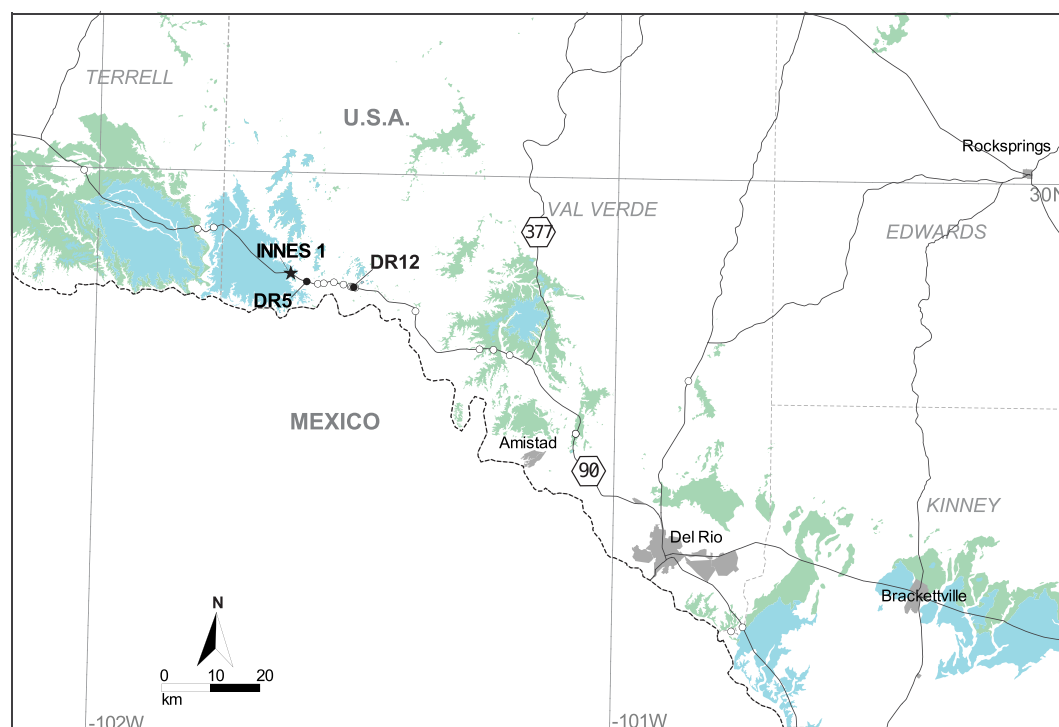 TERRELL
U.S.A.
Rocksprings
30N
VAL VERDE
377
EDWARDS
INNES 1
DR12
DR5
MEXICO
Amistad
90
KINNEY
Del Rio
Brackettville
N
0 10 20
km
-102W
-101W